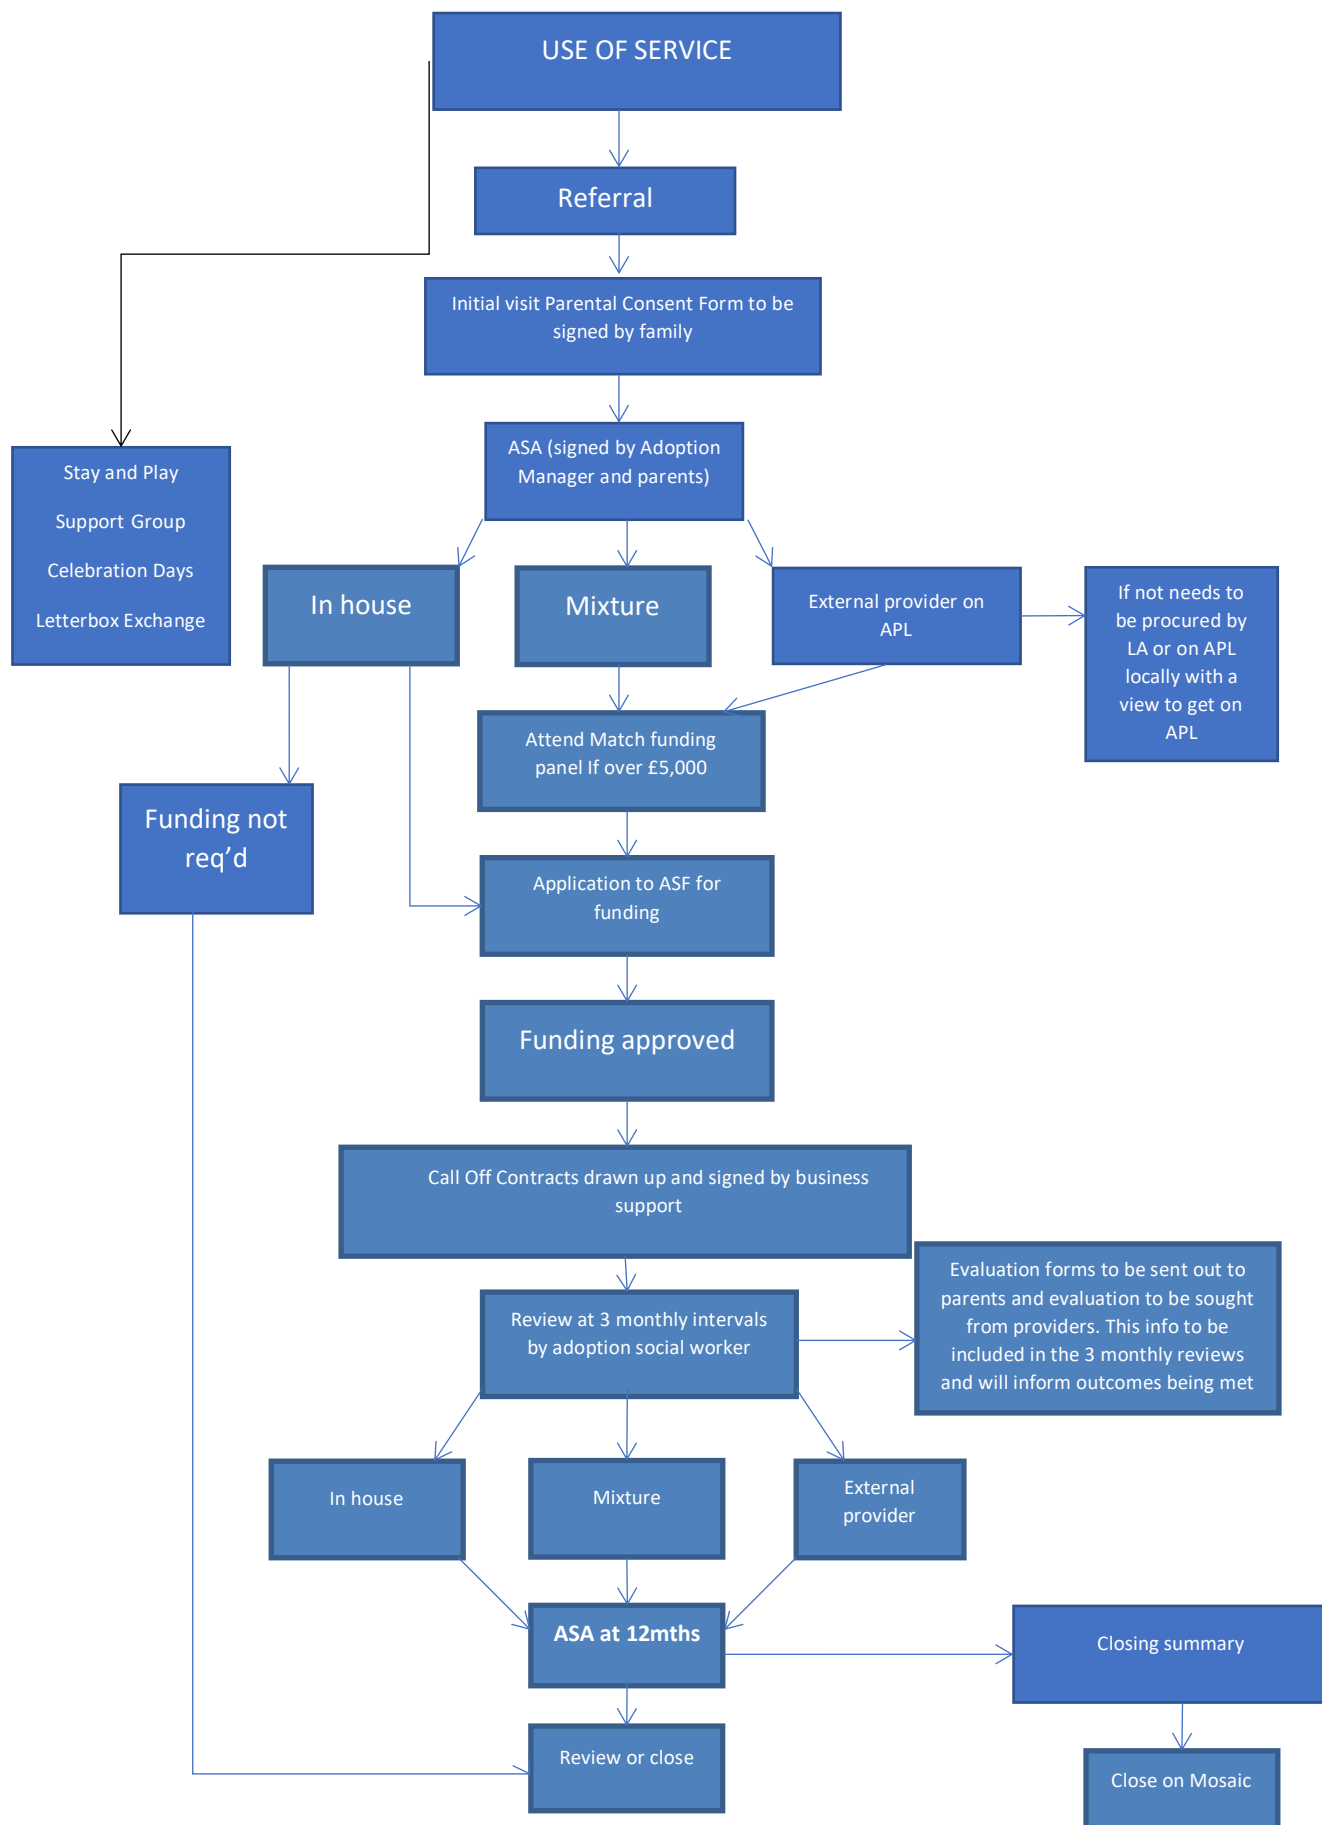 USE OF SERVICE
Referral
Initial visit Parental Consent Form to be
signed by family
ASA (signed by Adoption
Manager and parents)
Stay and Play
Support Group
Celebration Days
Letterbox Exchange
In house
Mixture
External provider on
APL
If not needs to
be procured by
LA or on APL
locally with a
view to get on
APL
Attend Match funding
panel If over £5,000
Funding not
req’d
Application to ASF for
funding
Funding approved
Call Off Contracts drawn up and signed by business
support
Review at 3 monthly intervals
by adoption social worker
Evaluation forms to be sent out to
parents and evaluation to be sought
from providers. This info to be
included in the 3 monthly reviews
and will inform outcomes being met
In house
Mixture
External
provider
ASA at 12mths
Closing summary
Review or close
Close on Mosaic